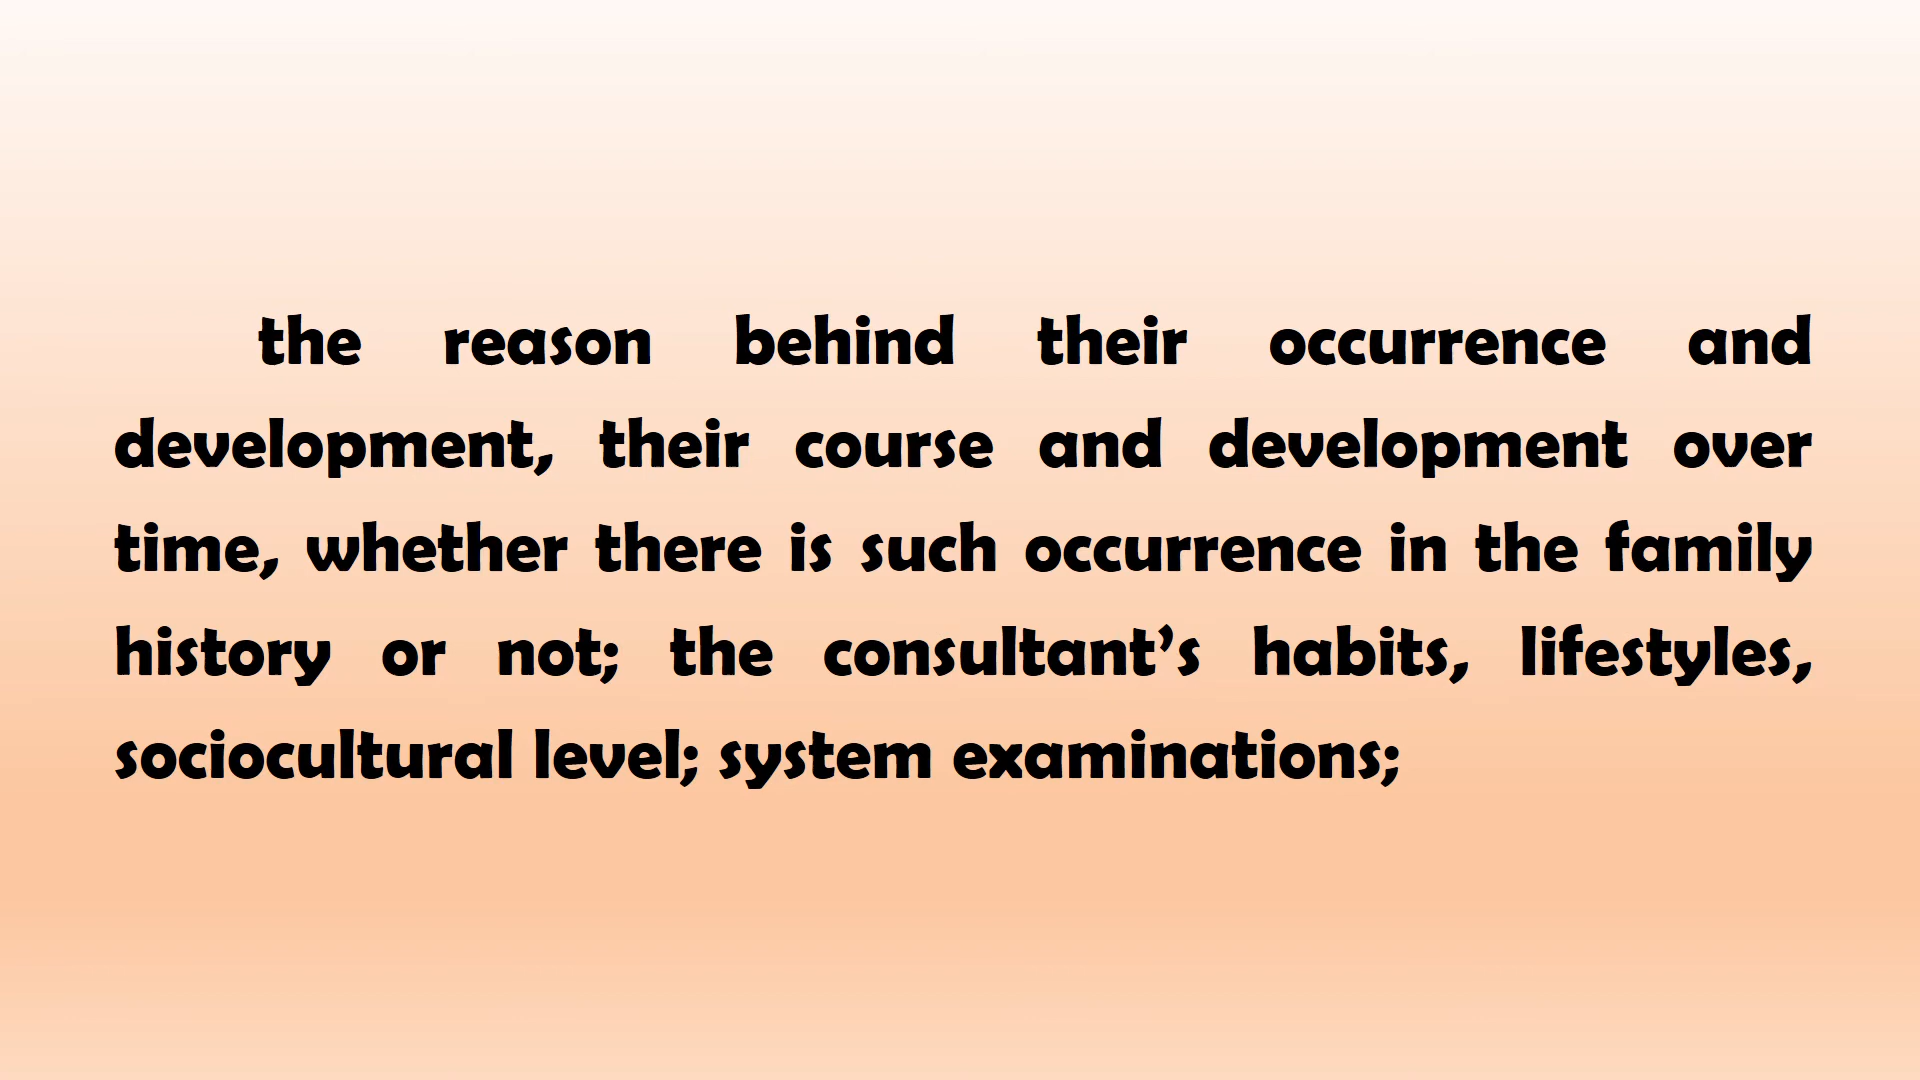 the reason behind their occurrence and
development, their course and development over
time, whether there is such occurrence in the family
history or not; the consultant’s habits, lifestyles,
sociocultural level; system examinations;